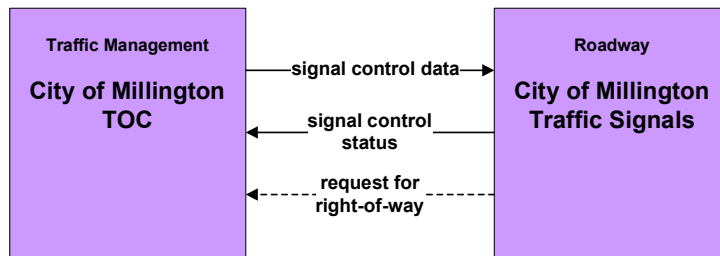 Traffic Management
City of Millington
TOC
signal control data
signal control
status
request for
right-of-way
Roadway
City of Millington
Traffic Signals